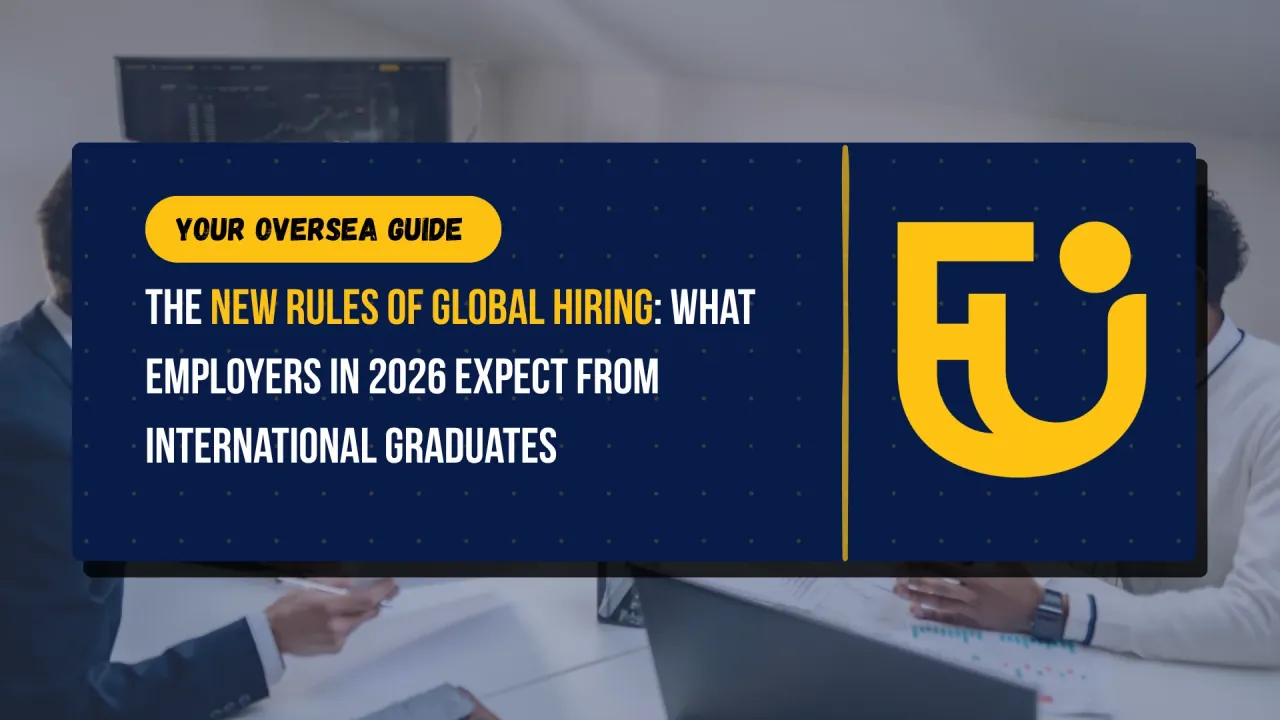 YOUR OVERSEA GUIDE
THE NEW RULES OF GLOBAL HIRING: WHAT
EMPLOYERS IN 2026 EXPECT FROM
INTERNATIONAL GRADUATES